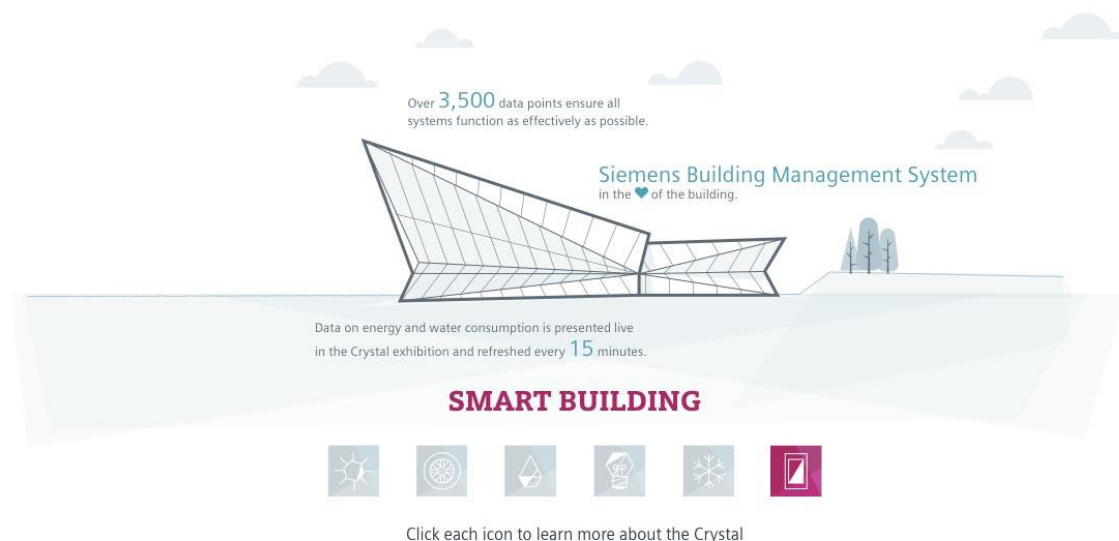 Over 3,500 data points ensure all
systems function as effectively as possible.
Siemens Building Management System
in the ♥ of the building.
Data on energy and water consumption is presented live
in the Crystal exhibition and refreshed every 15 minutes.
SMART BUILDING
Click each icon to learn more about the Crystal